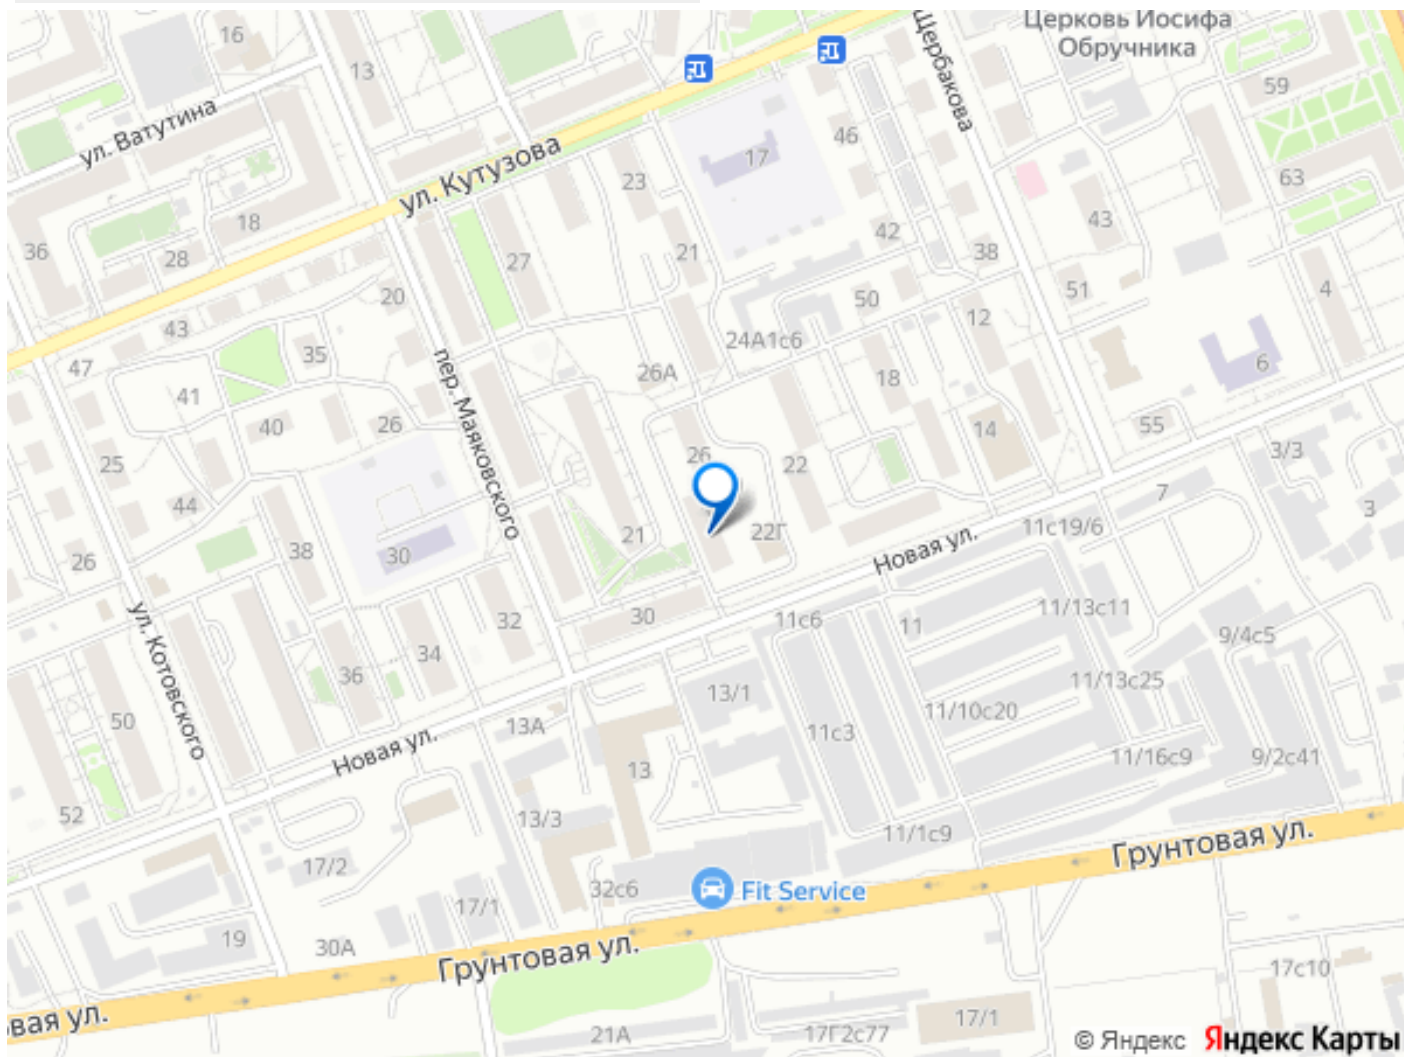 Церковь Иосифа
Обручника
16
13
ул. Ватутина
ул. Кутузова
Щербакова
59
46
17
23
63
36
18
28
27
21
42
38
43
20
51
4
50
43
47
35
24А1с6
12
6
41
26А
18
пер. Маяковского
40
26
14
55
25
26
22
3/3
44
7
3
21
22Г
11с19/6
26
38
30
Новая ул.
ул. Котовского
32
30
11с6
11
11/13с11
9/4с5
34
36
13/1
11/13с25
50
13А
11с3
11/10с20
Новая ул.
13
11/16с9
9/2с41
52
13/3
11/1с9
Грунтовая ул.
17/2
32с6
Fit Service
17/1
19
30А
Грунтовая ул.
17с10
вая ул.
21А
17Г2с77
17/1
© Яндекс Яндекс Карты